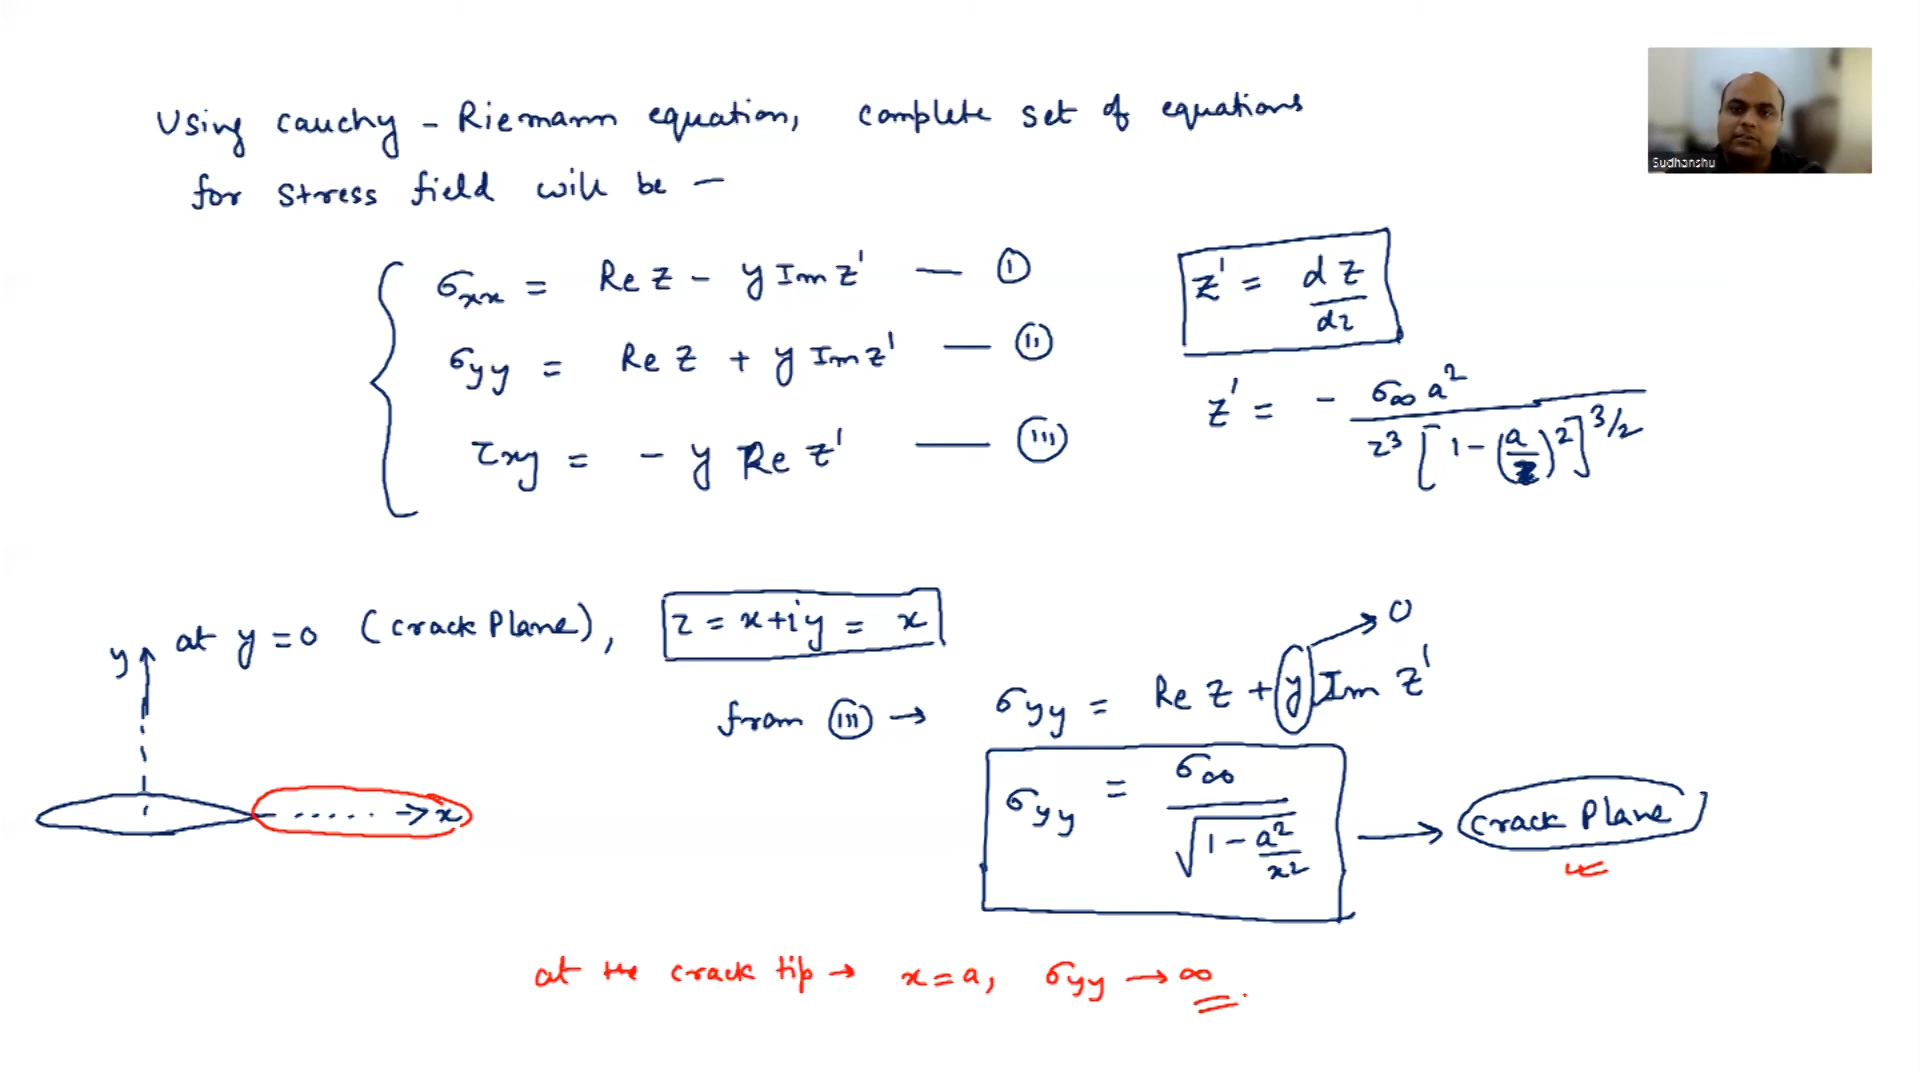 Using Cauchy - Riemann equation, complete set of equations
for stress field will be -
σxx = Re Z - y Im Z' — (I)
σyy = Re Z + y Im Z' — (II)
τxy = - y Re Z' — (III)
Z' = dZ/dz
Z' = - σ∞ a²/z³ [1 - (a/z)²]^3/2
at y = 0 (crack Plane), z = x + iy = x
from (III) → σyy = Re Z + y Im Z' → 0
σyy = σ∞/√1 - a²/x² → Crack Plane
y
→ x
at the crack tip → x = a, σyy → ∞
Sudhanshu